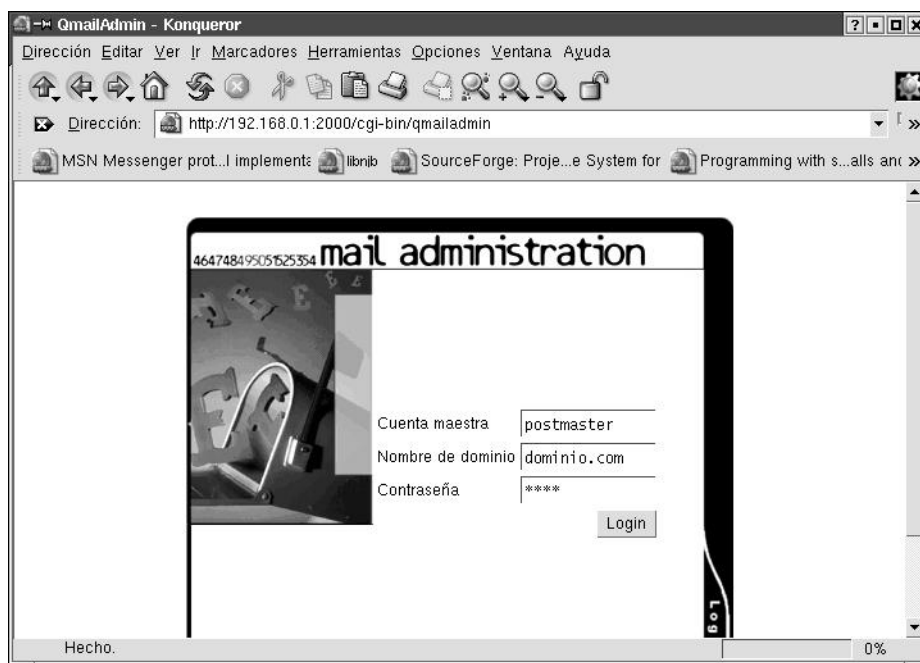 QmailAdmin - Konqueror
Dirección Editar Ver Ir Marcadores Herramientas Opciones Ventana Ayuda
Dirección: http://192.168.0.1:2000/cgi-bin/qmailadmin
MSN Messenger prot...l implementa libnjb SourceForge: Proje...e System for Programming with s...alls and
464748495051525354 mail administration
Cuenta maestra postmaster
Nombre de dominio dominio.com
Contraseña ****
Login
Log
Hecho. 0%